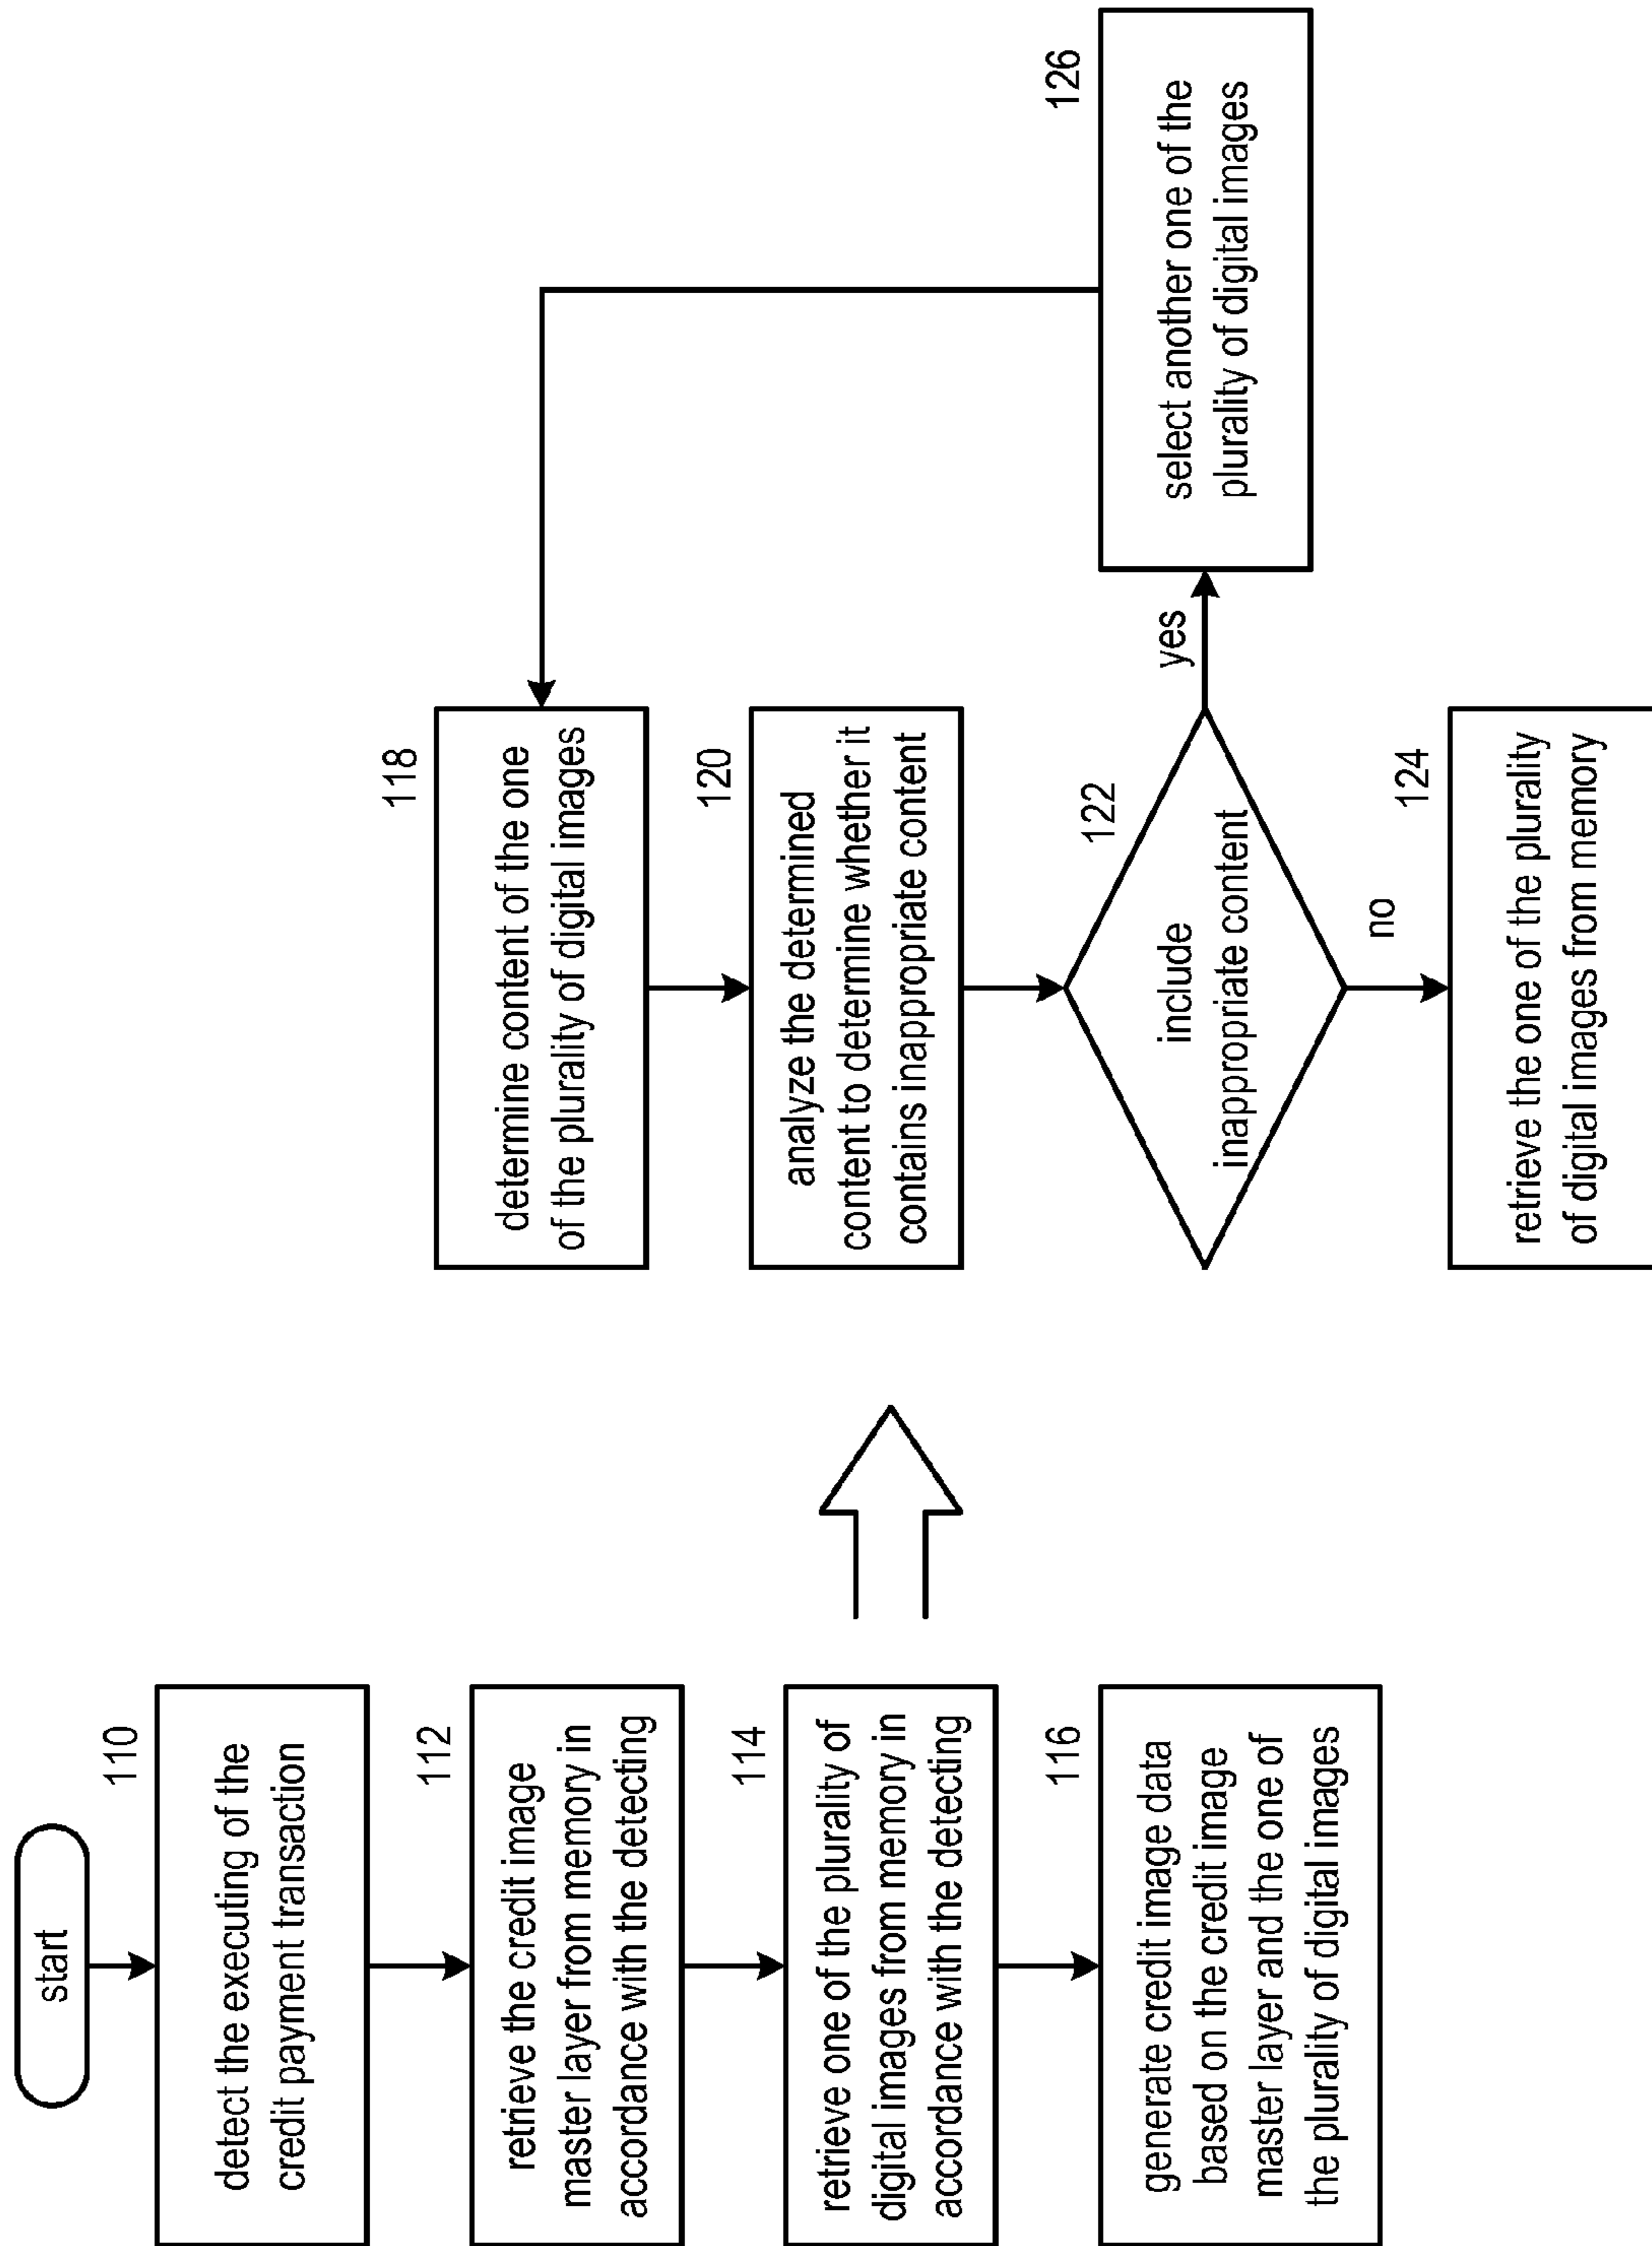 start
110
detect the executing of the
credit payment transaction
112
retrieve the credit image
master layer from memory in
accordance with the detecting
114
retrieve one of the plurality of
digital images from memory in
accordance with the detecting
116
generate credit image data
based on the credit image
master layer and the one of
the plurality of digital images
118
determine content of the one
of the plurality of digital images
120
analyze the determined
content to determine whether it
contains inappropriate content
122
include
inappropriate content
yes
no
124
retrieve the one of the plurality
of digital images from memory
126
select another one of the
plurality of digital images